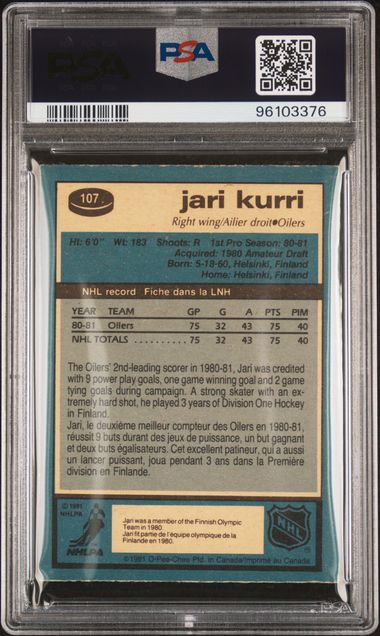 PSA
PSA
96103376
107
jari kurri
Right wing/Ailier droit●Oilers
Ht: 6'0" Wt: 183 Shoots: R 1st Pro Season: 80-81
Acquired: 1980 Amateur Draft
Born: 5-18-60, Helsinki, Finland
Home: Helsinki, Finland
NHL record Fiche dans la LNH
YEAR TEAM GP G A PTS PIM
80-81 Oilers 75 32 43 75 40
NHL TOTALS . . . . . . . . . . 75 32 43 75 40
The Oilers' 2nd-leading scorer in 1980-81, Jari was credited
with 9 power play goals, one game winning goal and 2 game
tying goals during campaign. A strong skater with an ex-
tremely hard shot, he played 3 years of Division One Hockey
in Finland.
Jari, le deuxième meilleur compteur des Oilers en 1980-81,
réussit 9 buts durant des jeux de puissance, un but gagnant
et deux buts égalisateurs. Cet excellent patineur, qui a aussi
un lancer puissant, joua pendant 3 ans dans la Première
division en Finlande.
©1981
NHLPA
NHLPA
Jari was a member of the Finnish Olympic
Team in 1980.
Jari fit partie de l'équipe olympique de la
Finlande en 1980.
NHL
©1981 O-Pee-Chee Ptd. in Canada/Imprimé au Canada